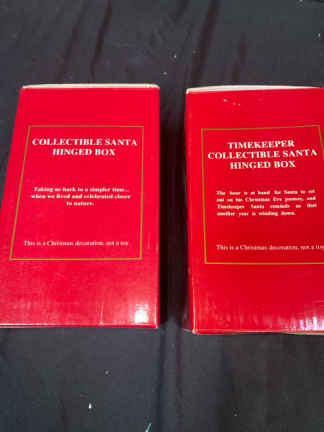 COLLECTIBLE SANTA
HINGED BOX
Taking us back to a simpler time...
when we lived and celebrated closer
to nature.
This is a Christmas decoration, not a toy.
TIMEKEEPER
COLLECTIBLE SANTA
HINGED BOX
The hour is at hand for Santa to set
out on his Christmas Eve journey, and
Timekeeper Santa reminds us that
another year is winding down.
This is a Christmas decoration, not a toy